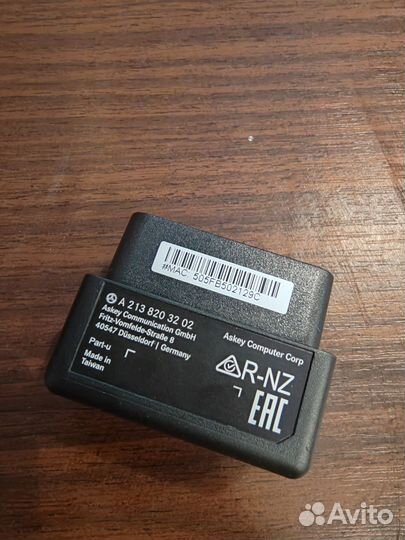 #MAC: 505FB502129C
A 213 820 32 02
Askey Communication GmbH
Fritz-Vomfelde-Straße 8
40547 Düsseldorf | Germany
Part-u
Made in
Taiwan
Askey Computer Corp
R-NZ
EAC
Avito